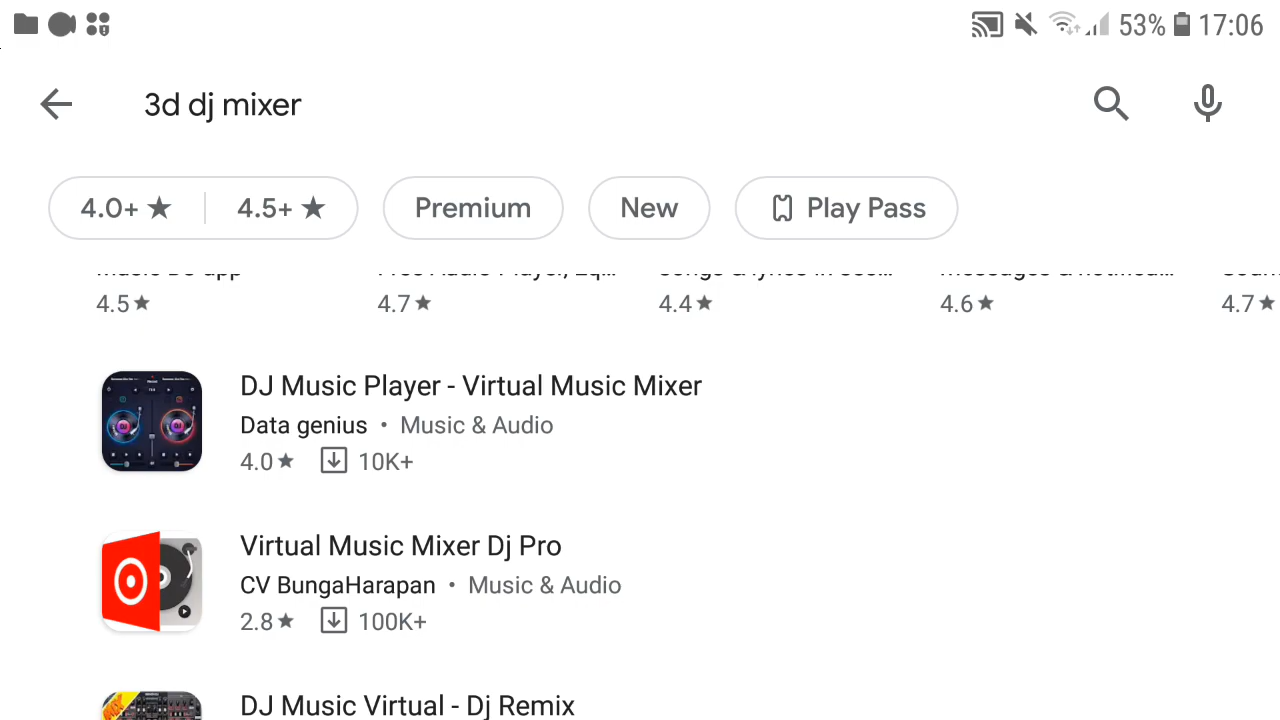 53% 17:06
3d dj mixer
4.0+ ★ 4.5+ ★ Premium New Play Pass
4.5★ 4.7★ 4.4★ 4.6★ 4.7★
DJ Music Player - Virtual Music Mixer
Data genius • Music & Audio
4.0★ 10K+
Virtual Music Mixer Dj Pro
CV BungaHarapan • Music & Audio
2.8★ 100K+
DJ Music Virtual - Dj Remix